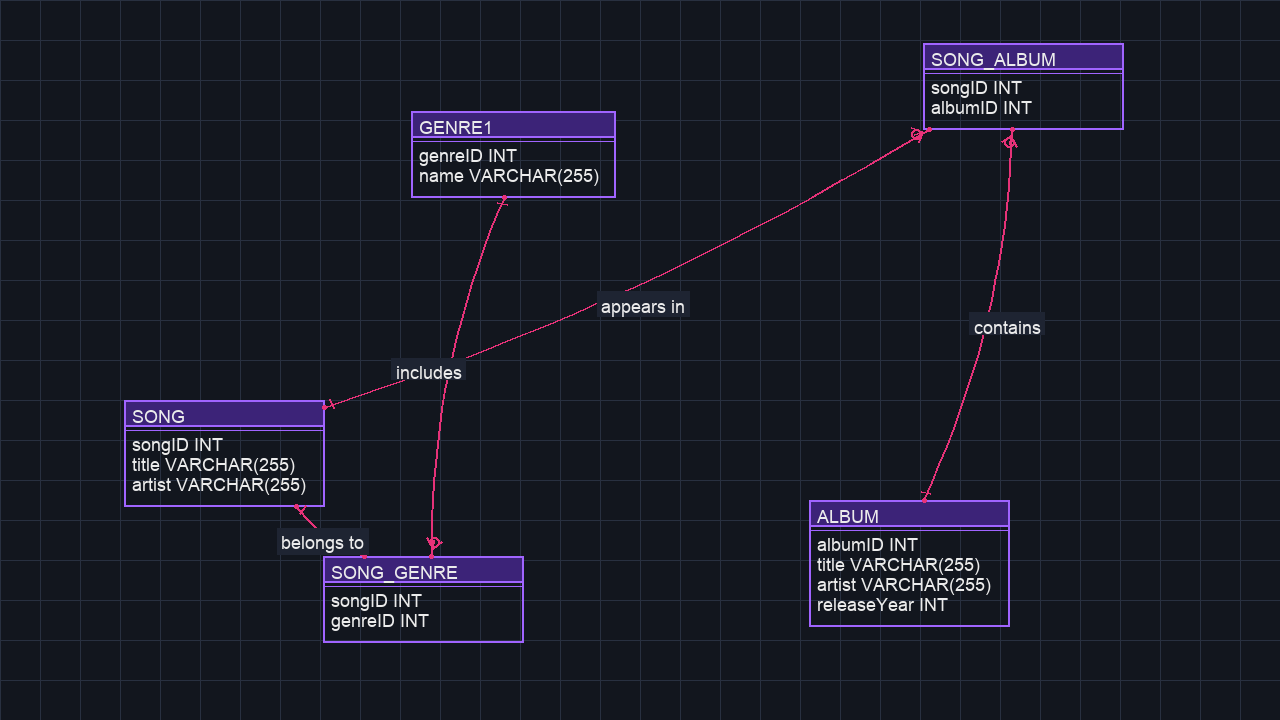 SONG_ALBUM
songID INT
albumID INT
GENRE1
genreID INT
name VARCHAR(255)
appears in
contains
includes
SONG
songID INT
title VARCHAR(255)
artist VARCHAR(255)
belongs to
SONG_GENRE
songID INT
genreID INT
ALBUM
albumID INT
title VARCHAR(255)
artist VARCHAR(255)
releaseYear INT